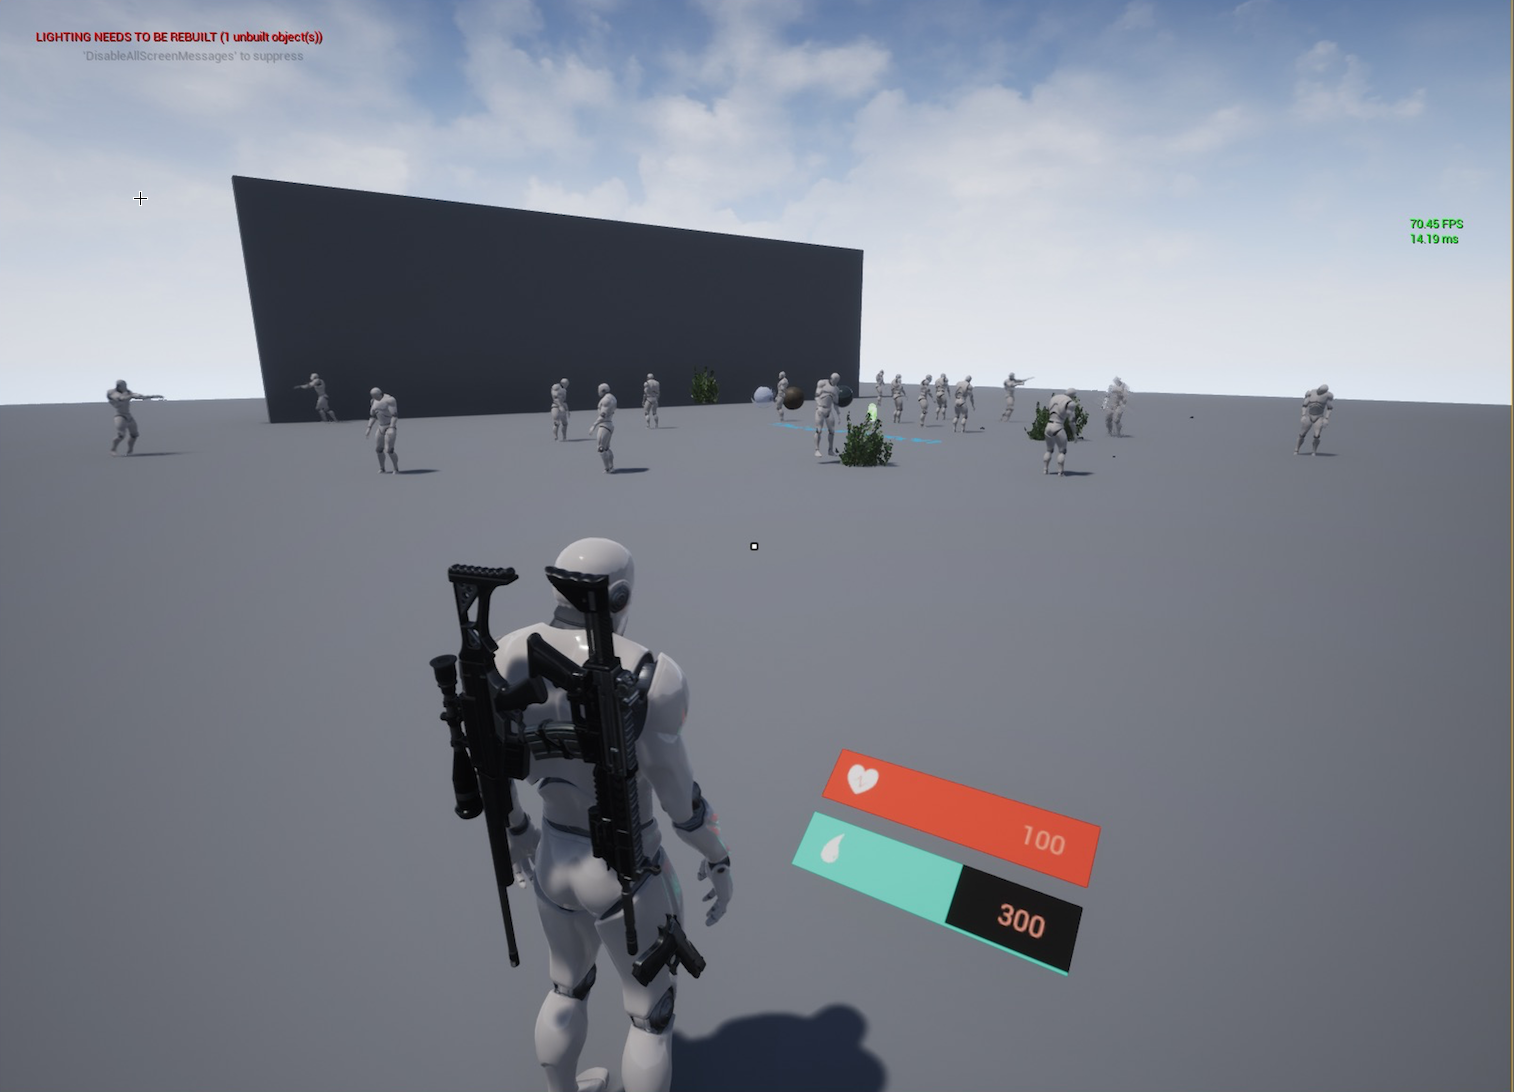 LIGHTING NEEDS TO BE REBUILT (1 unbuilt object(s))
'DisableAllScreenMessages' to suppress
70.45 FPS
14.19 ms
100
300